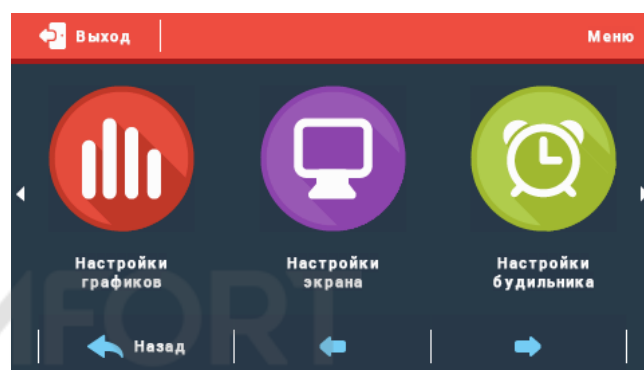 Выход
Меню
Настройки
графиков
Настройки
экрана
Настройки
будильника
Назад